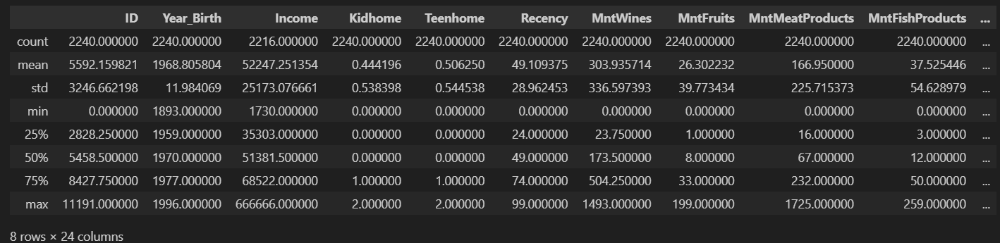 ID Year_Birth Income Kidhome Teenhome Recency MntWines MntFruits MntMeatProducts MntFishProducts ...
count 2240.000000 2240.000000 2216.000000 2240.000000 2240.000000 2240.000000 2240.000000 2240.000000 2240.000000 2240.000000 ...
mean 5592.159821 1968.805804 52247.251354 0.444196 0.506250 49.109375 303.935714 26.302232 166.950000 37.525446 ...
std 3246.662198 11.984069 25173.076661 0.538398 0.544538 28.962453 336.597393 39.773434 225.715373 54.628979 ...
min 0.000000 1893.000000 1730.000000 0.000000 0.000000 0.000000 0.000000 0.000000 0.000000 0.000000 ...
25% 2828.250000 1959.000000 35303.000000 0.000000 0.000000 24.000000 23.750000 1.000000 16.000000 3.000000 ...
50% 5458.500000 1970.000000 51381.500000 0.000000 0.000000 49.000000 173.500000 8.000000 67.000000 12.000000 ...
75% 8427.750000 1977.000000 68522.000000 1.000000 1.000000 74.000000 504.250000 33.000000 232.000000 50.000000 ...
max 11191.000000 1996.000000 666666.000000 2.000000 2.000000 99.000000 1493.000000 199.000000 1725.000000 259.000000 ...
8 rows × 24 columns